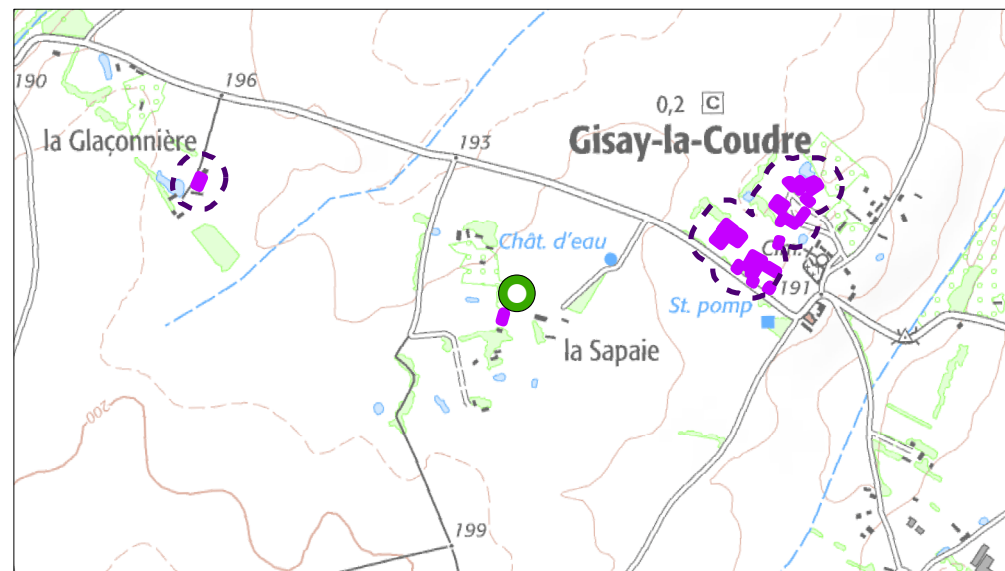 190
196
la Glaçonnière
193
0,2 C
Gisay-la-Coudre
Chât. d'eau
191
St. pomp
la Sapaie
200
199